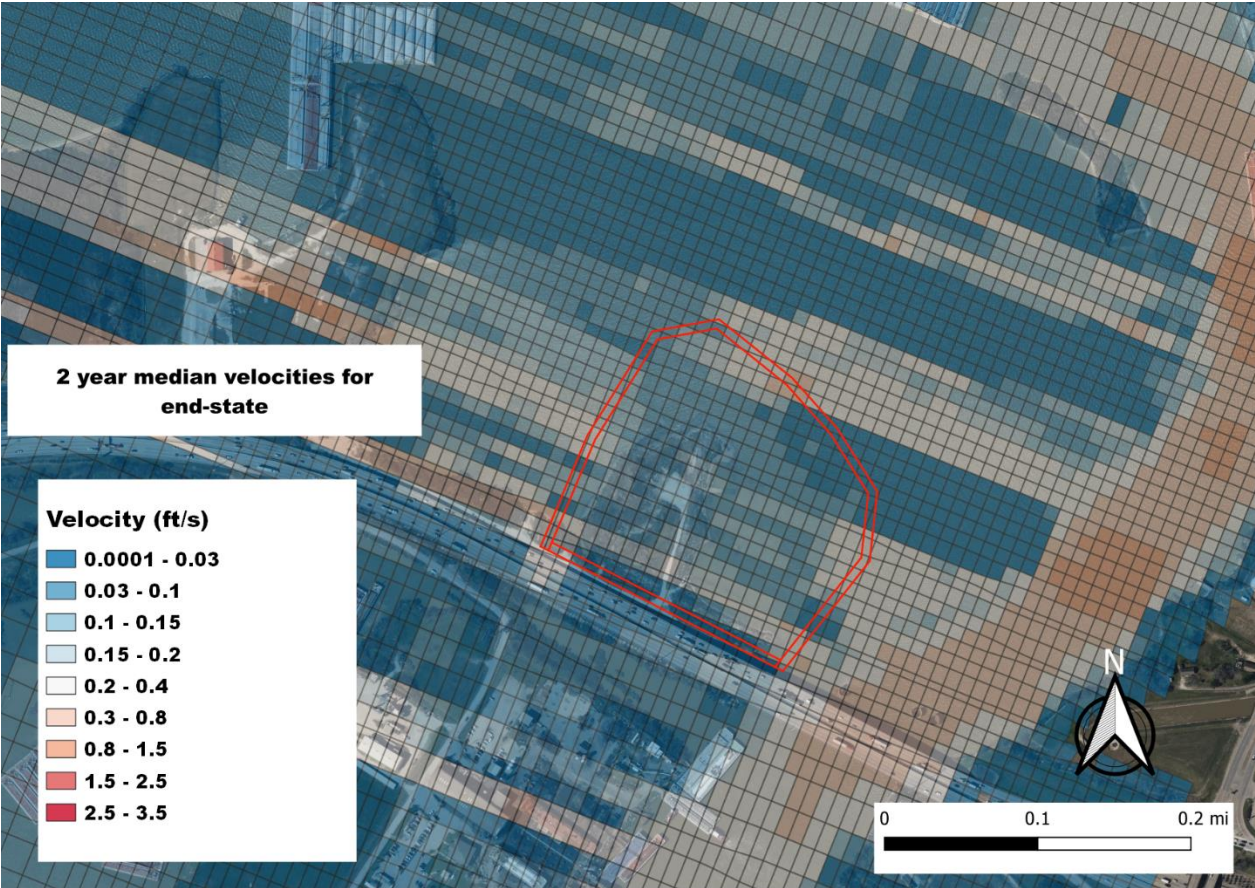 2 year median velocities for
end-state
Velocity (ft/s)
0.0001 - 0.03
0.03 - 0.1
0.1 - 0.15
0.15 - 0.2
0.2 - 0.4
0.3 - 0.8
0.8 - 1.5
1.5 - 2.5
2.5 - 3.5
N
0 0.1 0.2 mi